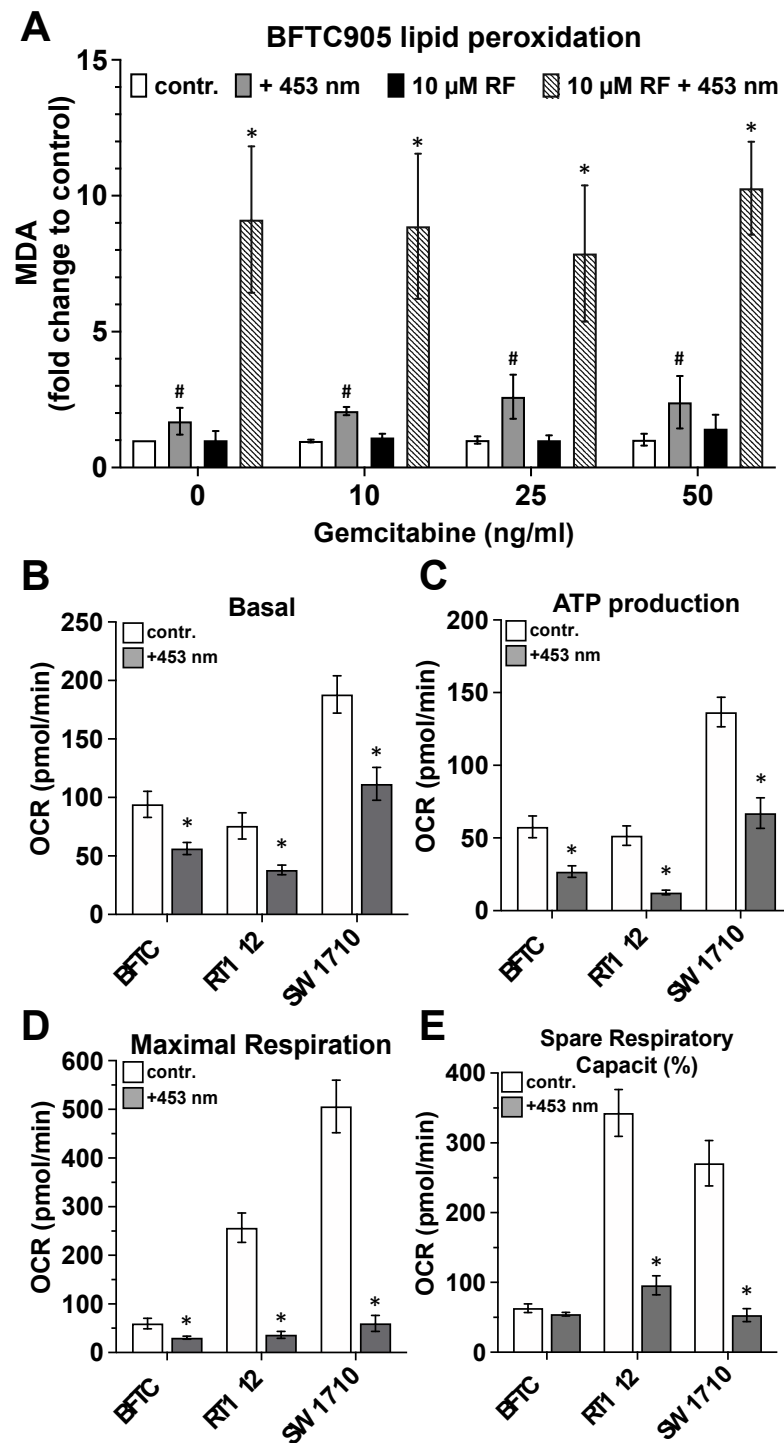 A
BFTC905 lipid peroxidation
contr.
+ 453 nm
10 µM RF
10 µM RF + 453 nm
MDA
(fold change to control)
15
10
5
0
#
*
#
*
#
*
#
*
0
10
25
50
Gemcitabine (ng/ml)
B
Basal
contr.
+453 nm
OCR (pmol/min)
250
200
150
100
50
0
*
*
*
BFTC
RT1 12
SW 1710
C
ATP production
contr.
+453 nm
OCR (pmol/min)
200
150
100
50
0
*
*
*
BFTC
RT1 12
SW 1710
D
Maximal Respiration
contr.
+453 nm
OCR (pmol/min)
600
500
400
300
200
100
50
0
*
*
*
BFTC
RT1 12
SW 1710
E
Spare Respiratory
Capacit (%)
contr.
+453 nm
OCR (pmol/min)
400
300
200
100
50
0
*
*
BFTC
RT1 12
SW 1710